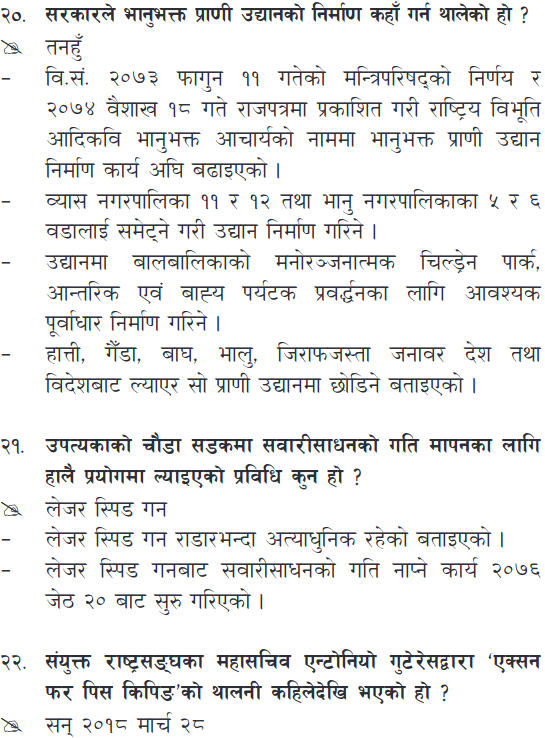 २०. सरकारले भानुभक्त प्राणी उद्यानको निर्माण कहाँ गर्न थालेको हो ?
तनहुँ
– वि.सं. २०७३ फागुन ११ गतेको मन्त्रिपरिषद्को निर्णय र
२०७४ वैशाख १८ गते राजपत्रमा प्रकाशित गरी राष्ट्रिय विभूति
आदिकवि भानुभक्त आचार्यको नाममा भानुभक्त प्राणी उद्यान
निर्माण कार्य अघि बढाइएको ।
– व्यास नगरपालिका ११ र १२ तथा भानु नगरपालिकाका ५ र ६
वडालाई समेट्ने गरी उद्यान निर्माण गरिने ।
– उद्यानमा बालबालिकाको मनोरञ्जनात्मक चिल्ड्रेन पार्क,
आन्तरिक एवं बाह्य पर्यटक प्रवर्द्धनका लागि आवश्यक
पूर्वाधार निर्माण गरिने ।
– हात्ती, गैँडा, बाघ, भालु, जिराफजस्ता जनावर देश तथा
विदेशबाट ल्याएर सो प्राणी उद्यानमा छोडिने बताइएको ।
२१. उपत्यकाको चौडा सडकमा सवारीसाधनको गति मापनका लागि
हालै प्रयोगमा ल्याइएको प्रविधि कुन हो ?
लेजर स्पिड गन
– लेजर स्पिड गन राडारभन्दा अत्याधुनिक रहेको बताइएको ।
– लेजर स्पिड गनबाट सवारीसाधनको गति नाप्ने कार्य २०७६
जेठ २० बाट सुरु गरिएको ।
२२. संयुक्त राष्ट्रसङ्घका महासचिव एन्टोनियो गुटेरेसद्वारा ‘एक्सन
फर पिस किपिङ’को थालनी कहिलेदेखि भएको हो ?
सन् २०१८ मार्च २८